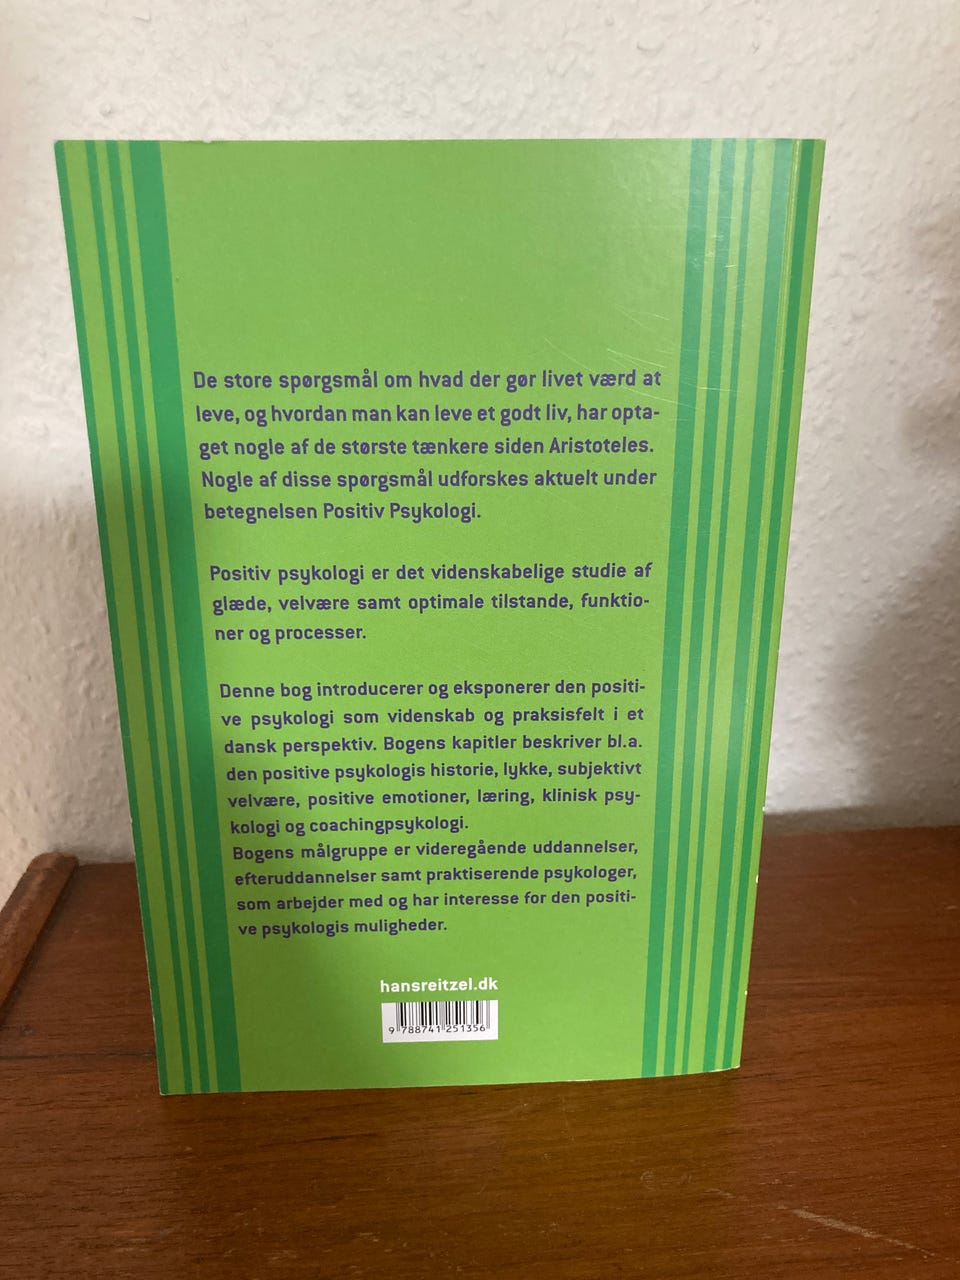 De store spørgsmål om hvad der gør livet værd at
leve, og hvordan man kan leve et godt liv, har opta-
get nogle af de største tænkere siden Aristoteles.
Nogle af disse spørgsmål udforskes aktuelt under
betegnelsen Positiv Psykologi.
Positiv psykologi er det videnskabelige studie af
glæde, velvære samt optimale tilstande, funktio-
ner og processer.
Denne bog introducerer og eksponerer den positi-
ve psykologi som videnskab og praksisfelt i et
dansk perspektiv. Bogens kapitler beskriver bl.a.
den positive psykologis historie, lykke, subjektivt
velvære, positive emotioner, læring, klinisk psy-
kologi og coachingpsykologi.
Bogens målgruppe er videregående uddannelser,
efteruddannelser samt praktiserende psykologer,
som arbejder med og har interesse for den positi-
ve psykologis muligheder.
hansreitzel.dk
9 788741 251356